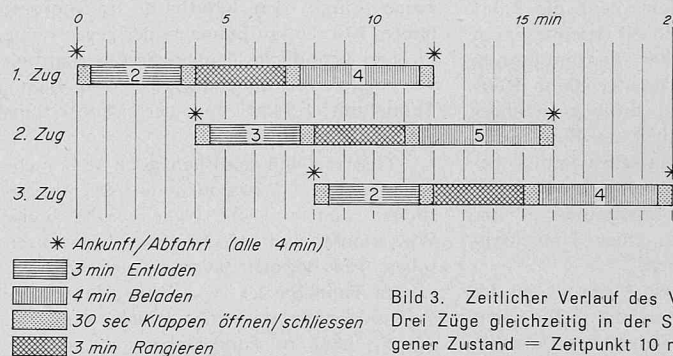 0 5 10 15 min 20
1. Zug 2 4
2. Zug 3 5
3. Zug 2 4
* Ankunft/Abfahrt (alle 4 min)
3 min Entladen
4 min Beladen
30 sec Klappen öffnen/schliessen
3 min Rangieren
Bild 3. Zeitlicher Verlauf des
Drei Züge gleichzeitig in der
gener Zustand = Zeitpunkt 10